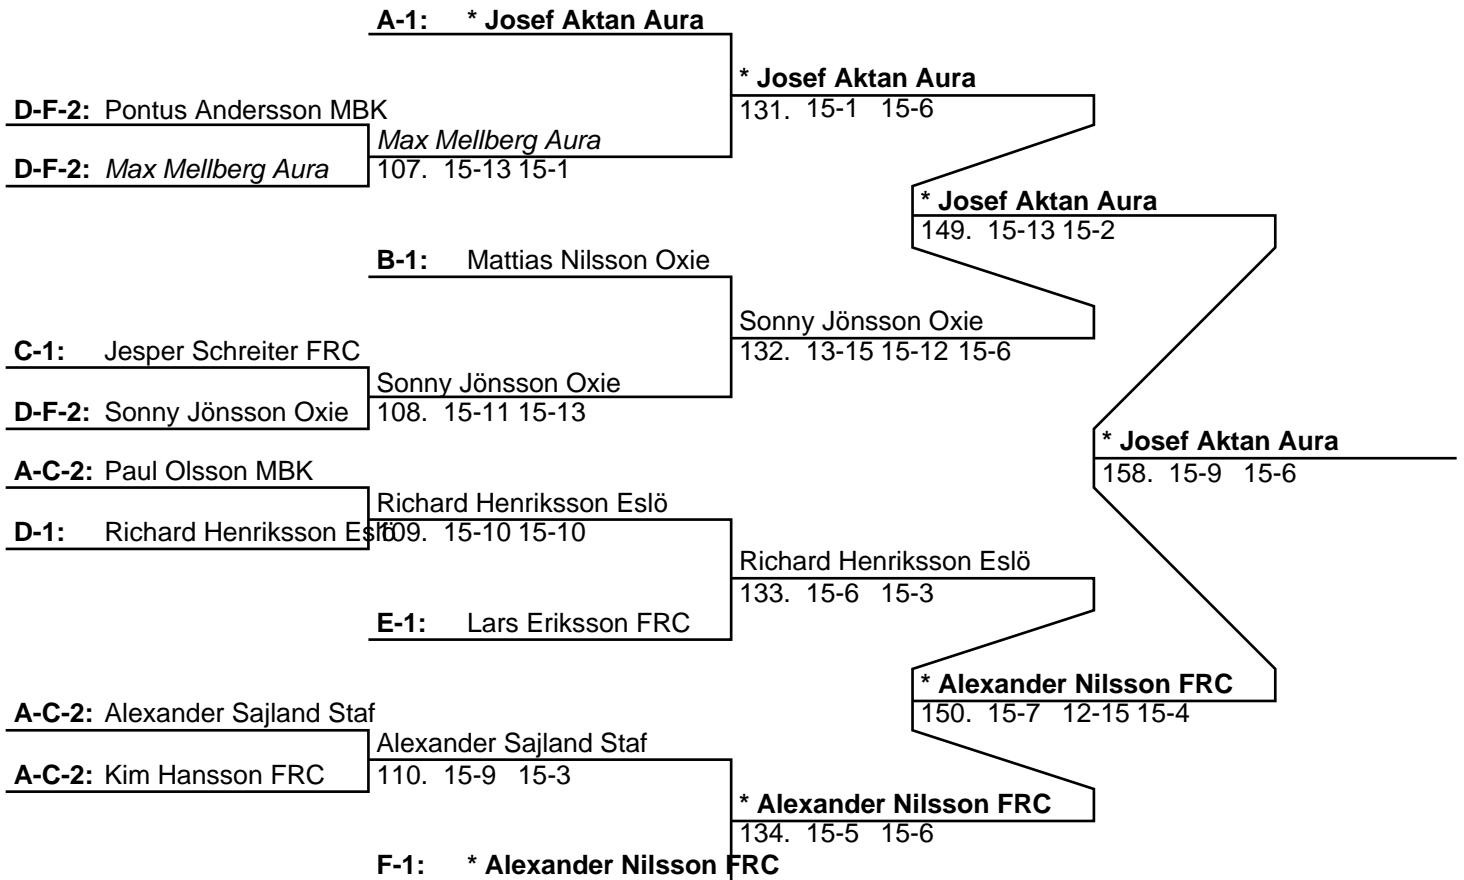 A-1: * Josef Aktan Aura
* Josef Aktan Aura
D-F-2: Pontus Andersson MBK
131. 15-1 15-6
Max Mellberg Aura
D-F-2: Max Mellberg Aura
107. 15-13 15-1
* Josef Aktan Aura
149. 15-13 15-2
B-1: Mattias Nilsson Oxie
Sonny Jönsson Oxie
C-1: Jesper Schreiter FRC
132. 13-15 15-12 15-6
Sonny Jönsson Oxie
D-F-2: Sonny Jönsson Oxie
108. 15-11 15-13
* Josef Aktan Aura
158. 15-9 15-6
A-C-2: Paul Olsson MBK
Richard Henriksson Eslö
D-1: Richard Henriksson Eslö
109. 15-10 15-10
Richard Henriksson Eslö
133. 15-6 15-3
E-1: Lars Eriksson FRC
* Alexander Nilsson FRC
150. 15-7 12-15 15-4
A-C-2: Alexander Sajland Staf
Alexander Sajland Staf
A-C-2: Kim Hansson FRC
110. 15-9 15-3
* Alexander Nilsson FRC
134. 15-5 15-6
F-1: * Alexander Nilsson FRC